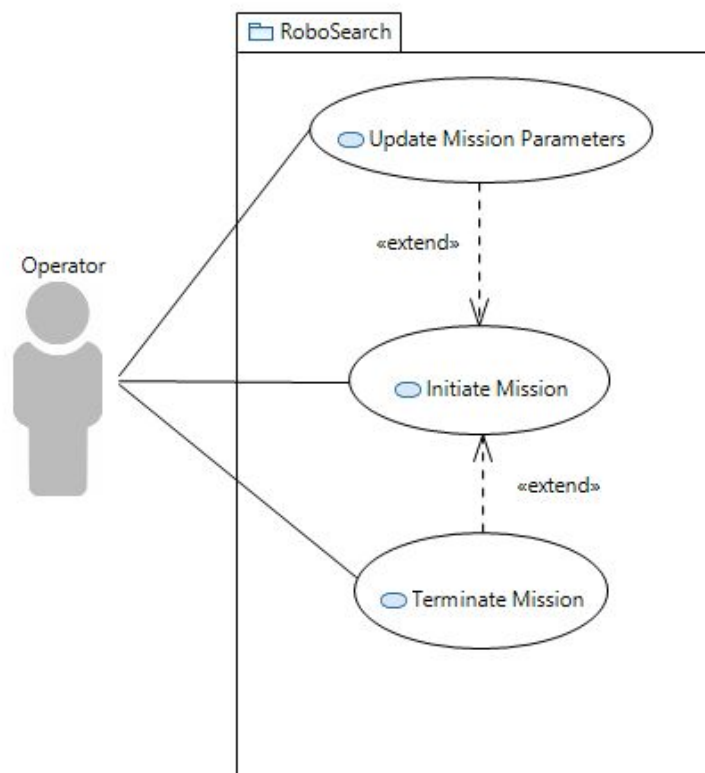 RoboSearch
Update Mission Parameters
«extend»
Operator
Initiate Mission
«extend»
Terminate Mission